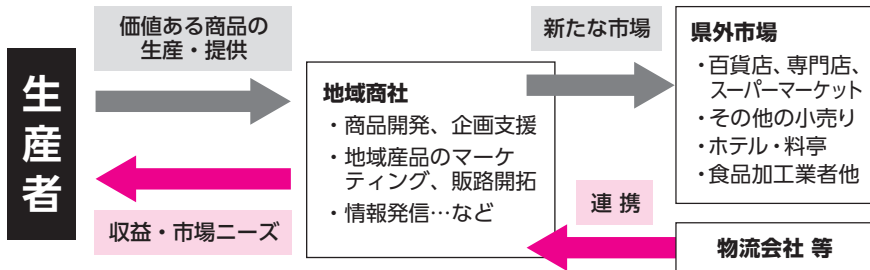 生産者
価値ある商品の
生産・提供
収益・市場ニーズ
地域商社
・商品開発、企画支援
・地域産品のマーケ
ティング、販路開拓
・情報発信…など
新たな市場
連 携
県外市場
・百貨店、専門店、
スーパーマーケット
・その他の小売り
・ホテル・料亭
・食品加工業者他
物流会社 等